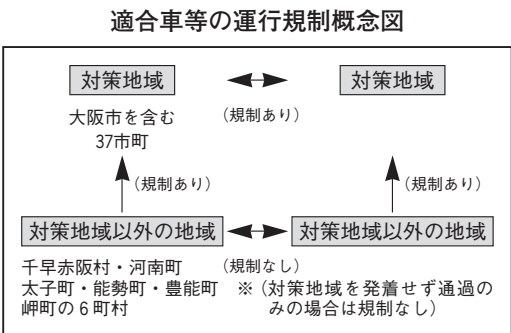 適合車等の運行規制概念図
対策地域
対策地域
大阪市を含む
37市町
(規制あり)
(規制あり)
(規制あり)
対策地域以外の地域
対策地域以外の地域
千早赤阪村・河南町
太子町・能勢町・豊能町
岬町の6町村
(規制なし)
※(対策地域を発着せず通過の
みの場合は規制なし)